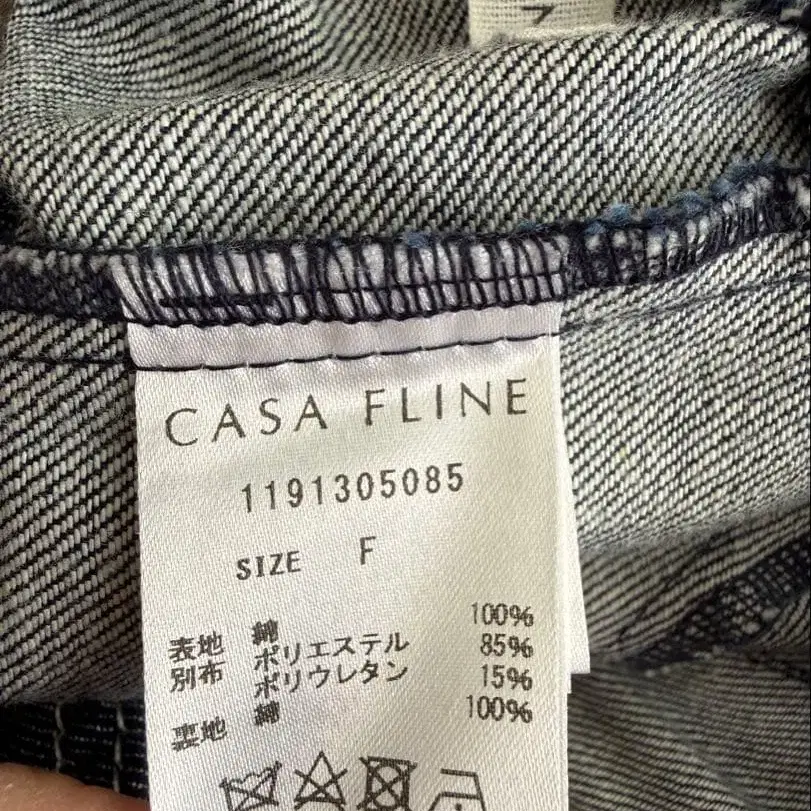 CASA FLINE
1191305085
SIZE F
表地 綿 100%
別布 ポリエステル 85%
ポリウレタン 15%
裏地 綿 100%